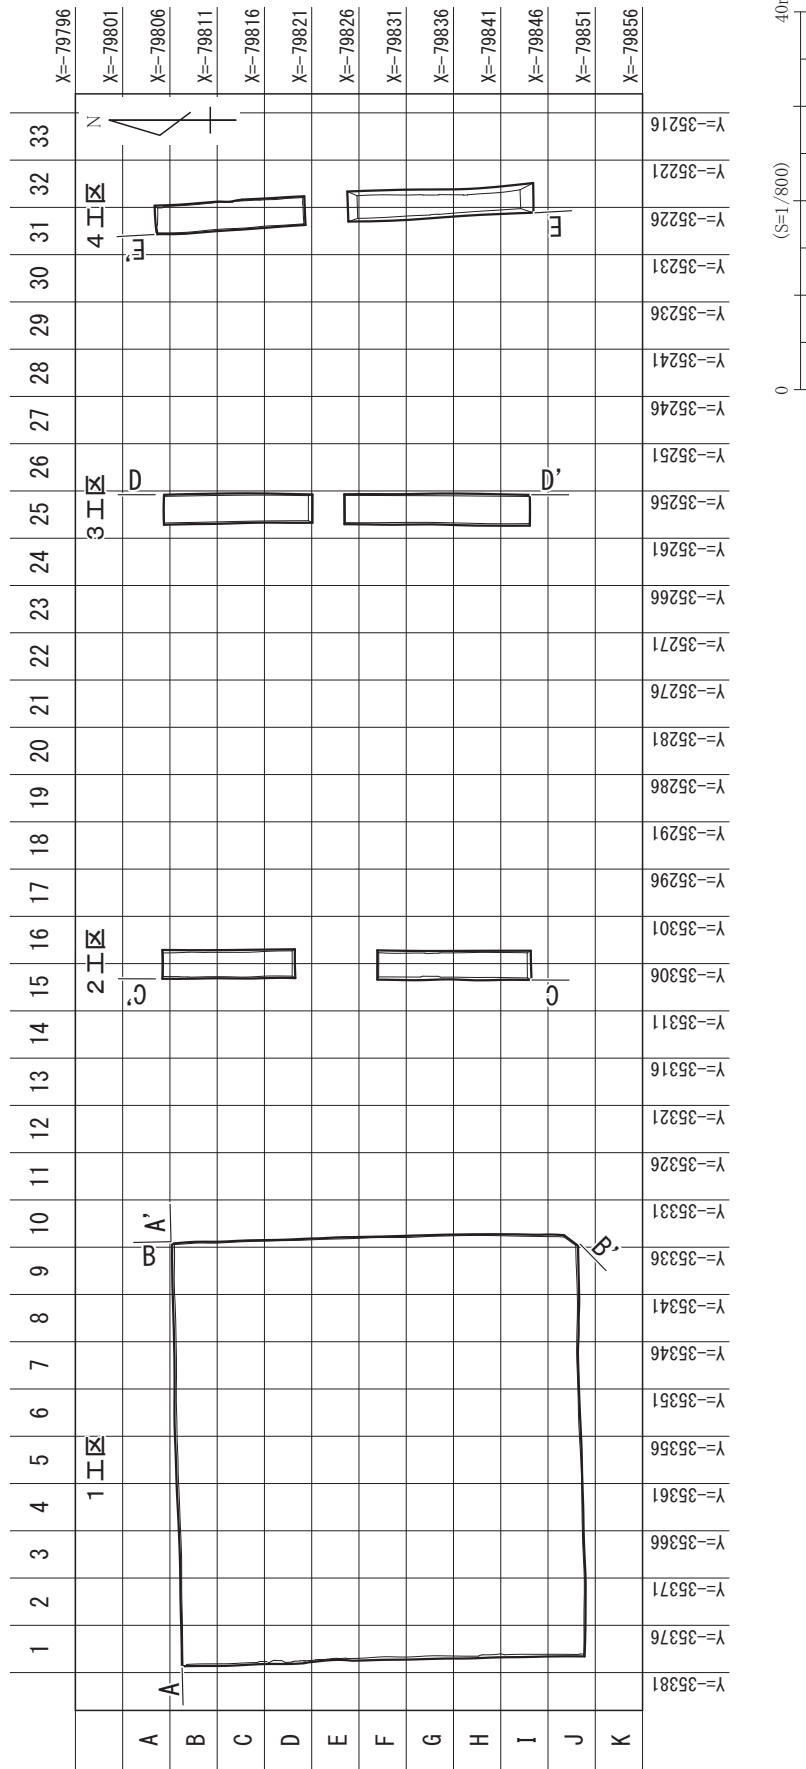 X=-79796
X=-79801
X=-79806
X=-79811
X=-79816
X=-79821
X=-79826
X=-79831
X=-79836
X=-79841
X=-79846
X=-79851
X=-79856
40m
(S=1/800)
0
N
33
32
31
30
29
28
27
26
25
24
23
22
21
20
19
18
17
16
15
14
13
12
11
10
9
8
7
6
5
4
3
2
1
4工区
E'
E
3工区
D
D'
2工区
C'
C
A'
B
B'
1工区
A
Y=-35216
Y=-35221
Y=-35226
Y=-35231
Y=-35236
Y=-35241
Y=-35246
Y=-35251
Y=-35256
Y=-35261
Y=-35266
Y=-35271
Y=-35276
Y=-35281
Y=-35286
Y=-35291
Y=-35296
Y=-35301
Y=-35306
Y=-35311
Y=-35316
Y=-35321
Y=-35326
Y=-35331
Y=-35336
Y=-35341
Y=-35346
Y=-35351
Y=-35356
Y=-35361
Y=-35366
Y=-35371
Y=-35376
Y=-35381
A
B
C
D
E
F
G
H
I
J
K